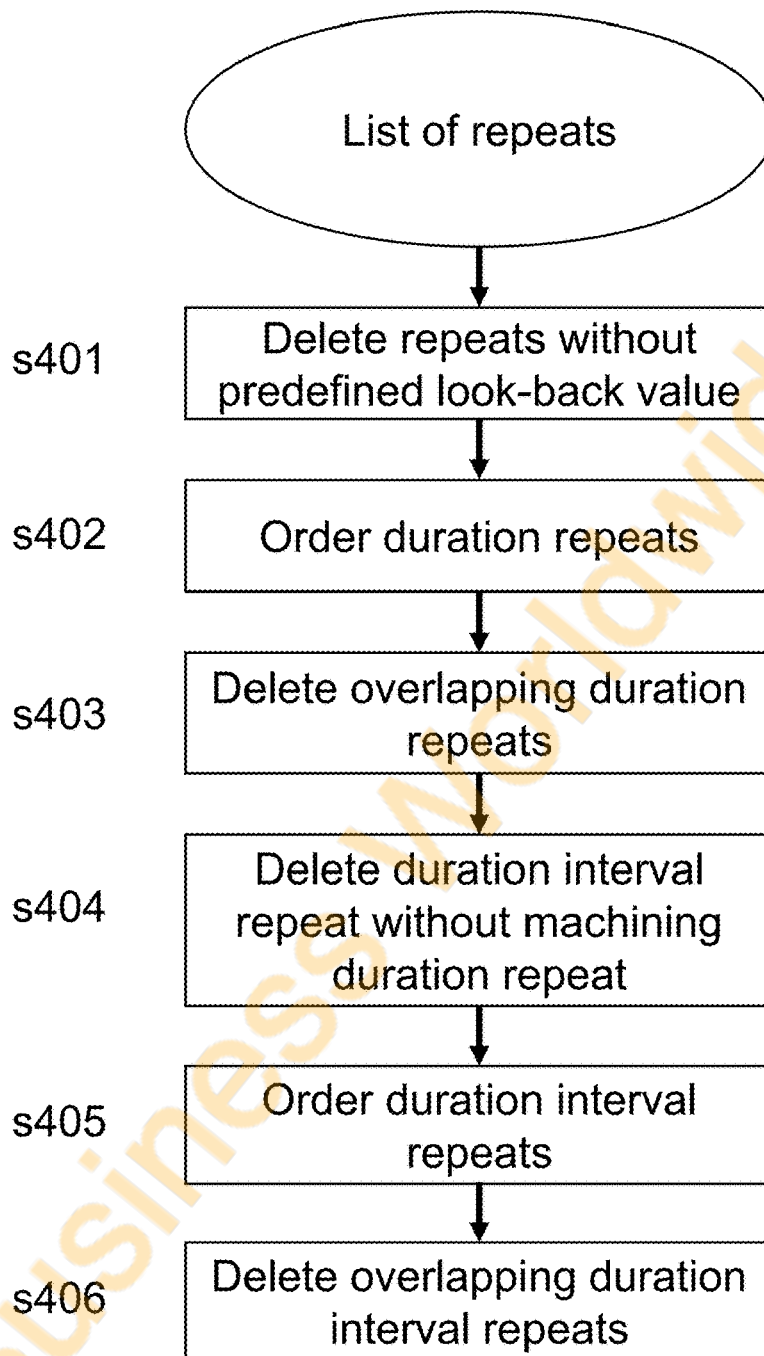 List of repeats
s401
Delete repeats without
predefined look-back value
s402
Order duration repeats
s403
Delete overlapping duration
repeats
s404
Delete duration interval
repeat without machining
duration repeat
s405
Order duration interval
repeats
s406
Delete overlapping duration
interval repeats
usiness Worldwid